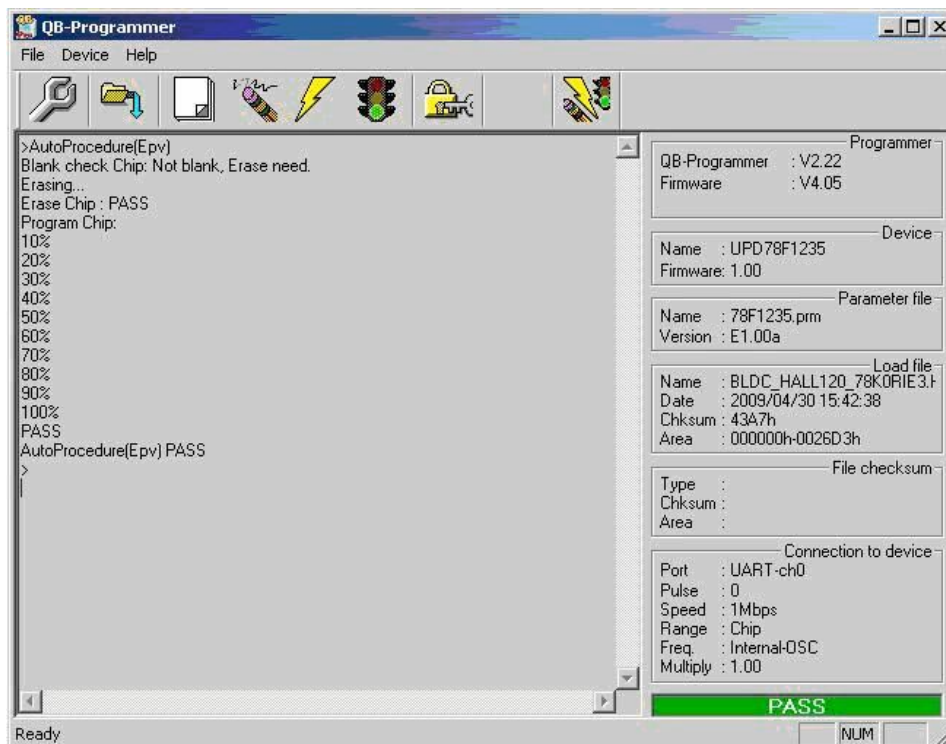 QB-Programmer
File Device Help
>AutoProcedure(Epv)
Blank check Chip: Not blank, Erase need.
Erasing...
Erase Chip : PASS
Program Chip:
10%
20%
30%
40%
50%
60%
70%
80%
90%
100%
PASS
AutoProcedure(Epv) PASS
>
Programmer
QB-Programmer : V2.22
Firmware : V4.05
Device
Name : UPD78F1235
Firmware: 1.00
Parameter file
Name : 78F1235.prm
Version : E1.00a
Load file
Name : BLDC_HALL120_78K0RIE3.H
Date : 2009/04/30 15:42:38
Chksum : 43A7h
Area : 000000h-0026D3h
File checksum
Type :
Chksum :
Area :
Connection to device
Port : UART-ch0
Pulse : 0
Speed : 1Mbps
Range : Chip
Freq. : Internal-OSC
Multiply : 1.00
PASS
Ready
NUM